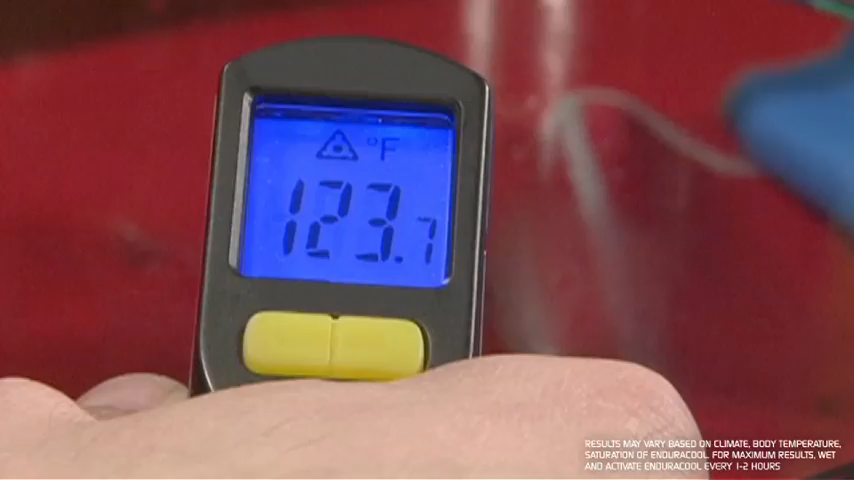 °F
123.7
RESULTS MAY VARY BASED ON CLIMATE, BODY TEMPERATURE,
SATURATION OF ENDURACOOL. FOR MAXIMUM RESULTS, WET
AND ACTIVATE ENDURACOOL EVERY 1-2 HOURS